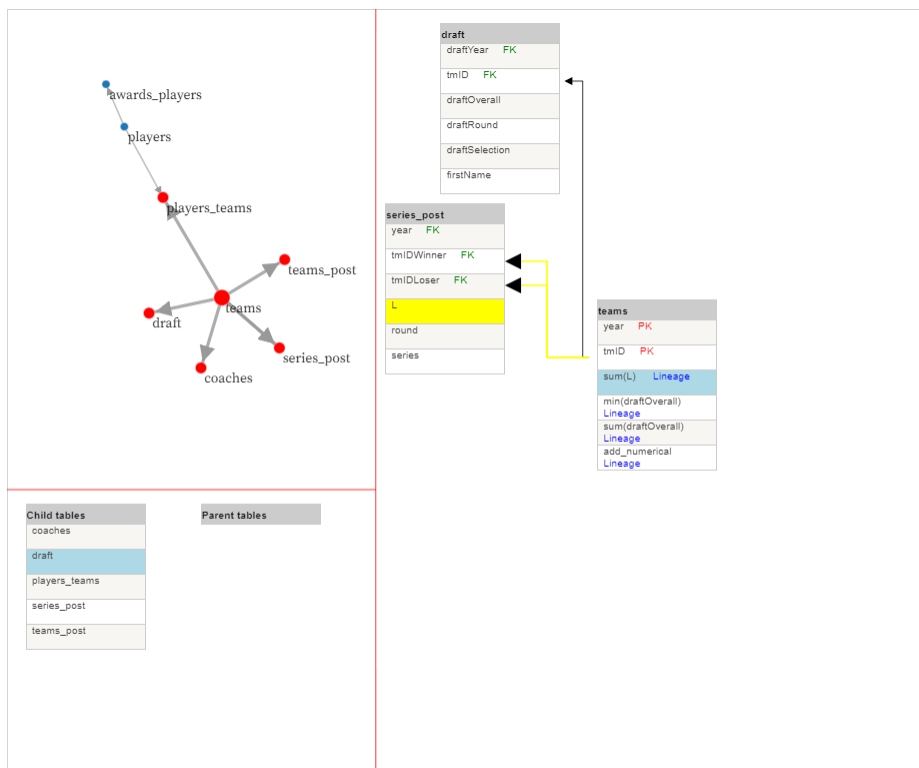 awards_players
players
players_teams
teams_post
teams
draft
series_post
coaches
Child tables
coaches
draft
players_teams
series_post
teams_post
Parent tables
draft
draftYear FK
tmID FK
draftOverall
draftRound
draftSelection
firstName
series_post
year FK
tmIDWinner FK
tmIDLoser FK
L
round
series
teams
year PK
tmID PK
sum(L) Lineage
min(draftOverall)
Lineage
sum(draftOverall)
Lineage
add_numerical
Lineage